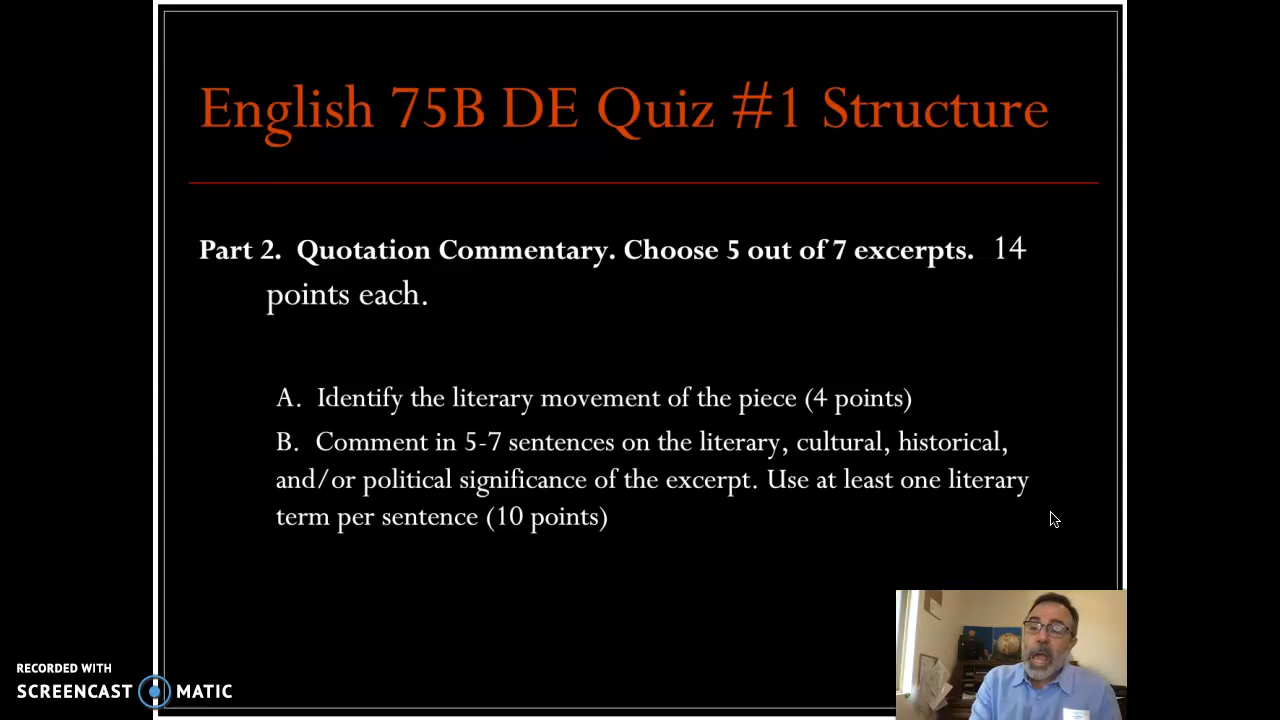 English 75B DE Quiz #1 Structure
Part 2. Quotation Commentary. Choose 5 out of 7 excerpts. 14
points each.
A. Identify the literary movement of the piece (4 points)
B. Comment in 5-7 sentences on the literary, cultural, historical,
and/or political significance of the excerpt. Use at least one literary
term per sentence (10 points)
RECORDED WITH
SCREENCAST MATIC